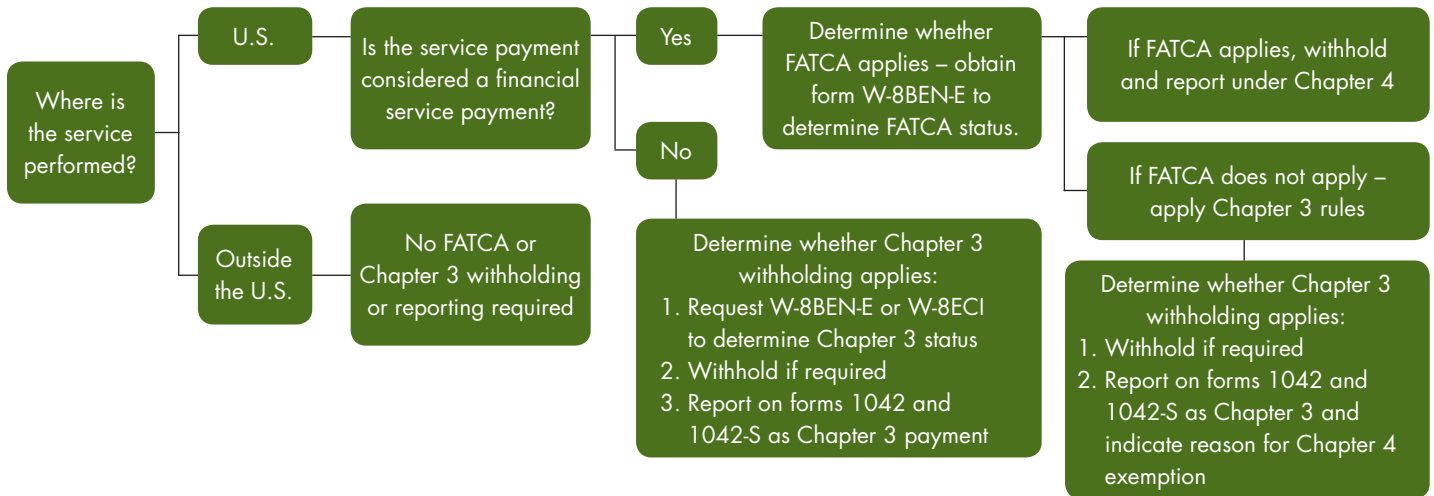 Where is
the service
performed?
U.S.
Is the service payment
considered a financial
service payment?
Yes
Determine whether
FATCA applies – obtain
form W-8BEN-E to
determine FATCA status.
If FATCA applies, withhold
and report under Chapter 4
If FATCA does not apply –
apply Chapter 3 rules
Determine whether Chapter 3
withholding applies:
1. Withhold if required
2. Report on forms 1042 and
1042-S as Chapter 3 and
indicate reason for Chapter 4
exemption
No
Determine whether Chapter 3
withholding applies:
1. Request W-8BEN-E or W-8ECI
to determine Chapter 3 status
2. Withhold if required
3. Report on forms 1042 and
1042-S as Chapter 3 payment
Outside
the U.S.
No FATCA or
Chapter 3 withholding
or reporting required